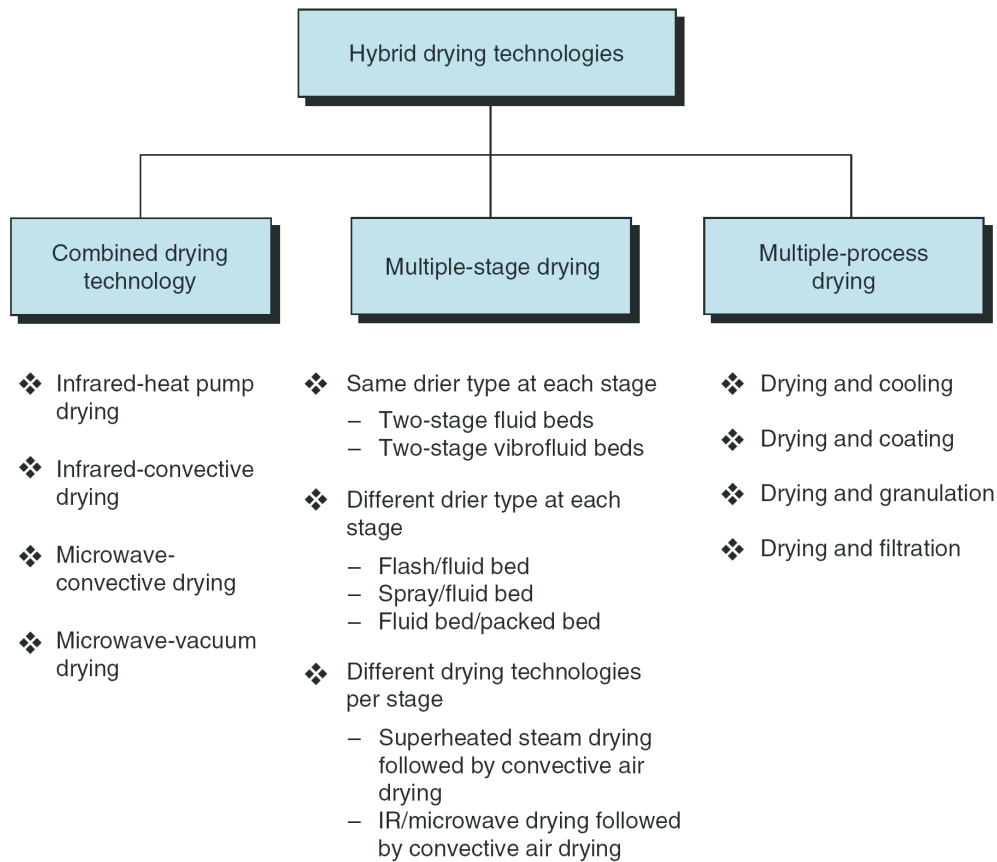 Hybrid drying technologies
Combined drying
technology
Infrared-heat pump
drying
Infrared-convective
drying
Microwave-
convective drying
Microwave-vacuum
drying
Multiple-stage drying
Same drier type at each stage
– Two-stage fluid beds
– Two-stage vibrofluid beds
Different drier type at each
stage
– Flash/fluid bed
– Spray/fluid bed
– Fluid bed/packed bed
Different drying technologies
per stage
– Superheated steam drying
followed by convective air
drying
– IR/microwave drying followed
by convective air drying
Multiple-process
drying
Drying and cooling
Drying and coating
Drying and granulation
Drying and filtration